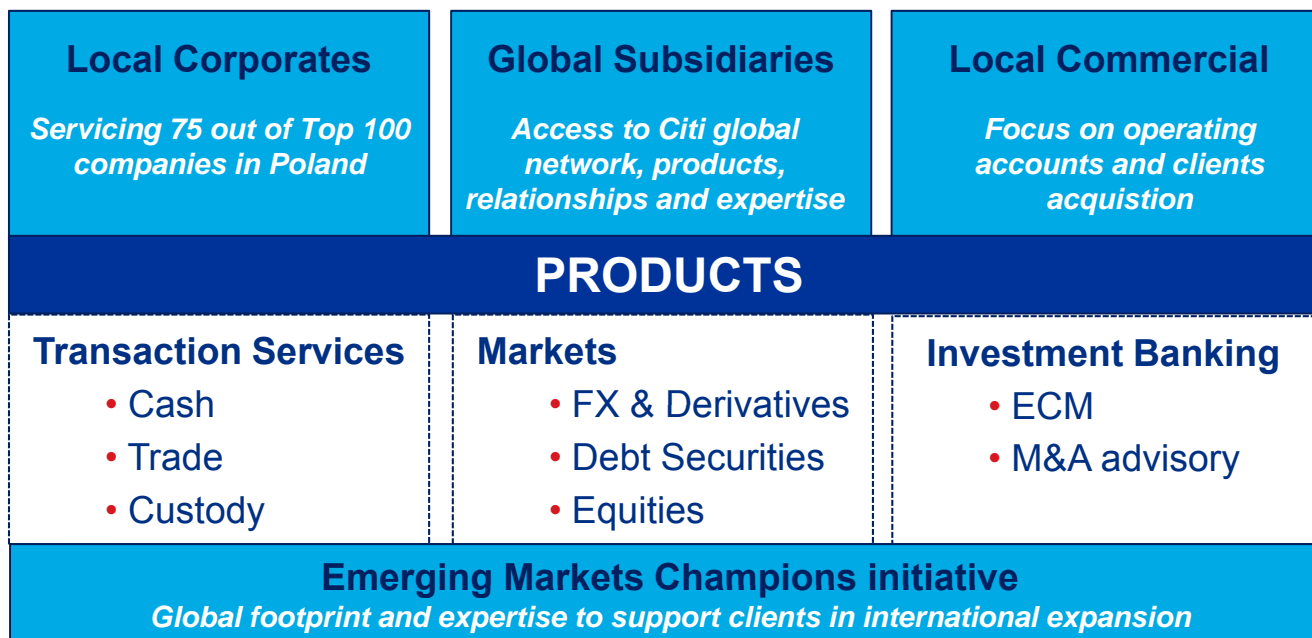 Local Corporates
Servicing 75 out of Top 100
companies in Poland
Global Subsidiaries
Access to Citi global
network, products,
relationships and expertise
Local Commercial
Focus on operating
accounts and clients
acquistion
PRODUCTS
Transaction Services
• Cash
• Trade
• Custody
Markets
• FX & Derivatives
• Debt Securities
• Equities
Investment Banking
• ECM
• M&A advisory
Emerging Markets Champions initiative
Global footprint and expertise to support clients in international expansion